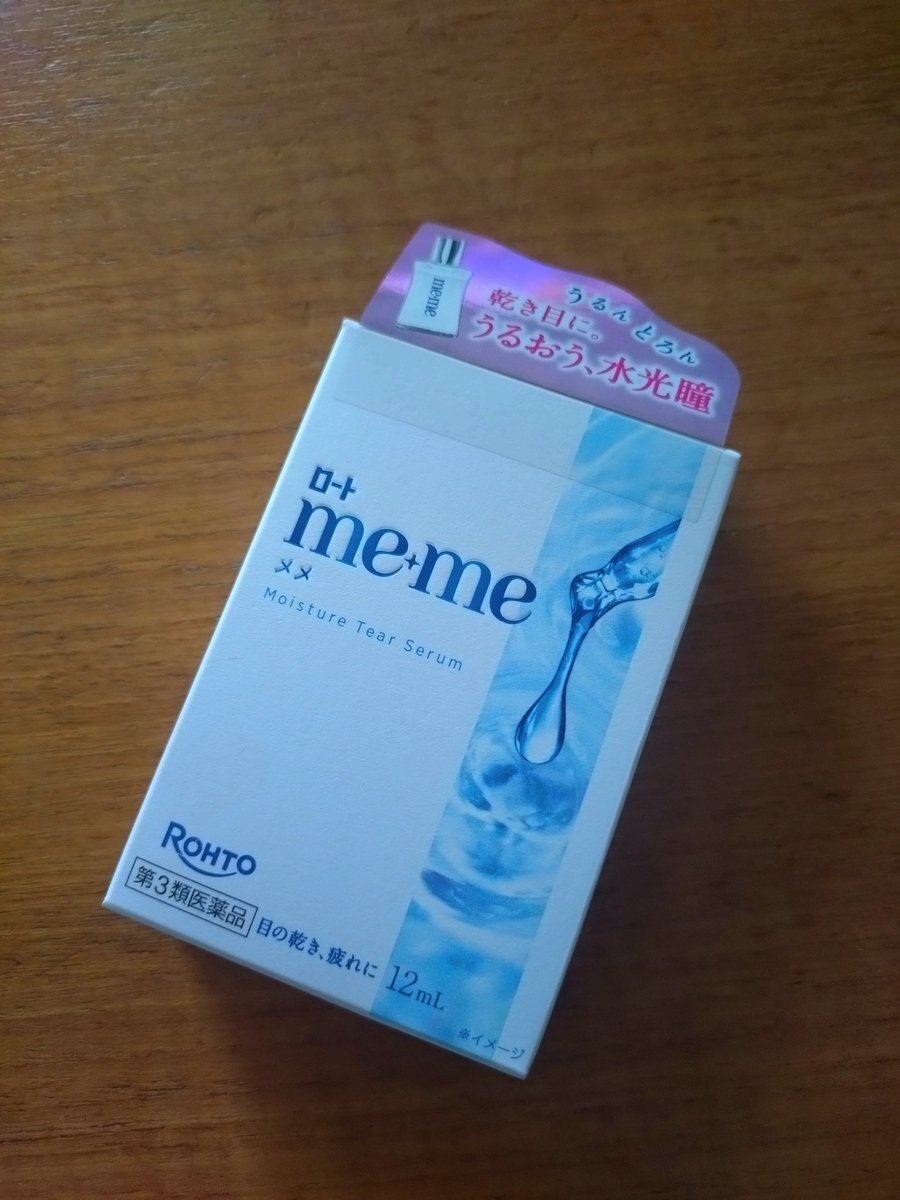 me+me
うるんとろん
乾き目に。
うるおう、水光瞳
ロート
me+me
メメ
Moisture Tear Serum
ROHTO
第3類医薬品
目の乾き、疲れに 12mL
※イメージ